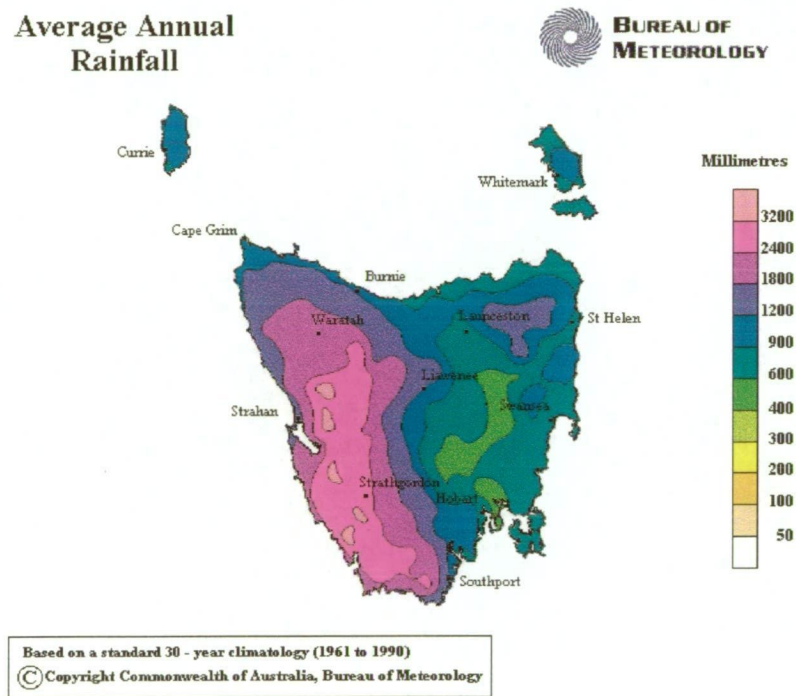 Average Annual
Rainfall
BUREAU OF
METEOROLOGY
Currie
Whitemark
Millimetres
3200
2400
1800
1200
900
600
400
300
200
100
50
Cape Grim
Burnie
Waratah
Launceston
St Helen
Liawenee
Strahan
Swansea
Strathgordon
Hobart
Southport
Based on a standard 30 - year climatology (1961 to 1990)
© Copyright Commonwealth of Australia, Bureau of Meteorology